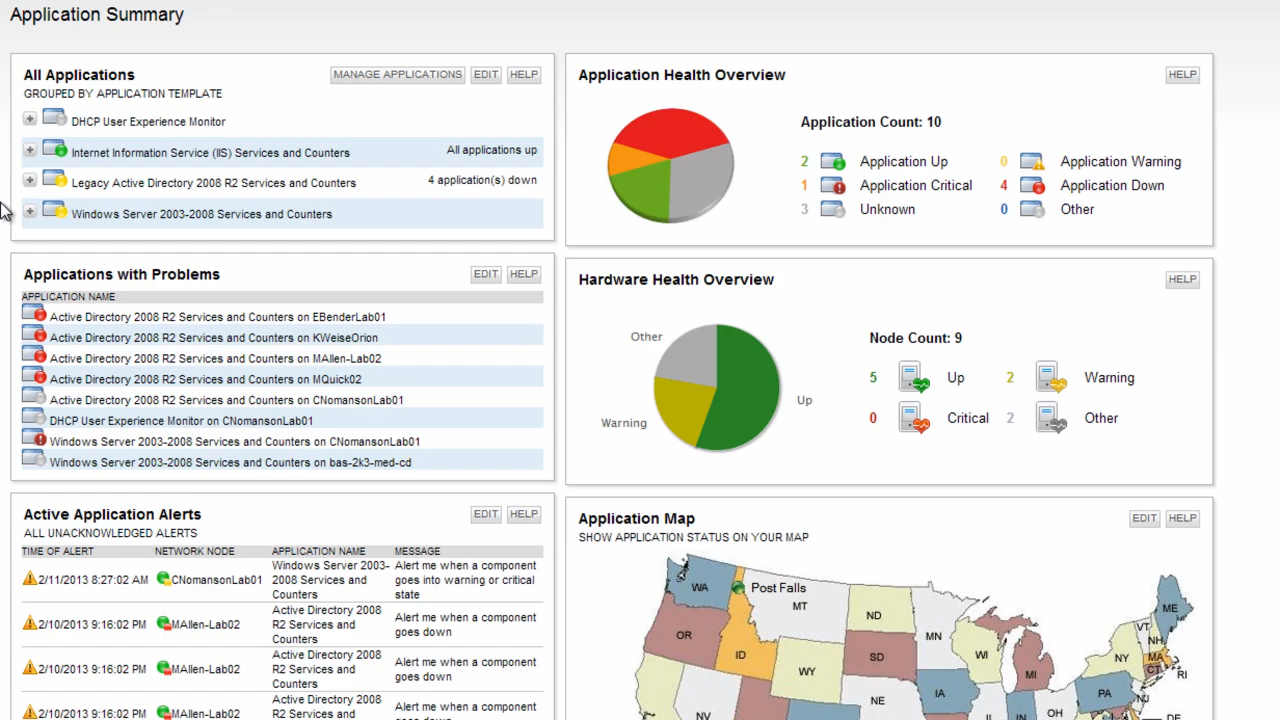 Application Summary
All Applications
MANAGE APPLICATIONS
EDIT
HELP
GROUPED BY APPLICATION TEMPLATE
DHCP User Experience Monitor
Internet Information Service (IIS) Services and Counters
All applications up
Legacy Active Directory 2008 R2 Services and Counters
4 application(s) down
Windows Server 2003-2008 Services and Counters
Applications with Problems
EDIT
HELP
APPLICATION NAME
Active Directory 2008 R2 Services and Counters on EBenderLab01
Active Directory 2008 R2 Services and Counters on KWeiseOrion
Active Directory 2008 R2 Services and Counters on MAllen-Lab02
Active Directory 2008 R2 Services and Counters on MQuick02
Active Directory 2008 R2 Services and Counters on CNomansonLab01
DHCP User Experience Monitor on CNomansonLab01
Windows Server 2003-2008 Services and Counters on CNomansonLab01
Windows Server 2003-2008 Services and Counters on bas-2k3-med-cd
Active Application Alerts
EDIT
HELP
ALL UNACKNOWLEDGED ALERTS
TIME OF ALERT
NETWORK NODE
APPLICATION NAME
MESSAGE
2/11/2013 8:27:02 AM
CNomansonLab01
Windows Server 2003-
2008 Services and
Counters
Alert me when a component
goes into warning or critical
state
2/10/2013 9:16:02 PM
MAllen-Lab02
Active Directory 2008
R2 Services and
Counters
Alert me when a component
goes down
2/10/2013 9:16:02 PM
MAllen-Lab02
Active Directory 2008
R2 Services and
Counters
Alert me when a component
goes down
2/10/2013 9:16:02 PM
MAllen-Lab02
Active Directory 2008
R2 Services and
Alert me when a component
Application Health Overview
HELP
Application Count: 10
2 Application Up
0 Application Warning
1 Application Critical
4 Application Down
3 Unknown
0 Other
Hardware Health Overview
HELP
Other
Warning
Up
Node Count: 9
5 Up
2 Warning
0 Critical
2 Other
Application Map
EDIT
HELP
SHOW APPLICATION STATUS ON YOUR MAP
WA
Post Falls
MT
ND
MN
OR
ID
SD
WI
MI
WY
NE
IA
NV
IL
IN
OH
PA
NY
VT
NH
ME
MA
CT
RI
NJ
DE